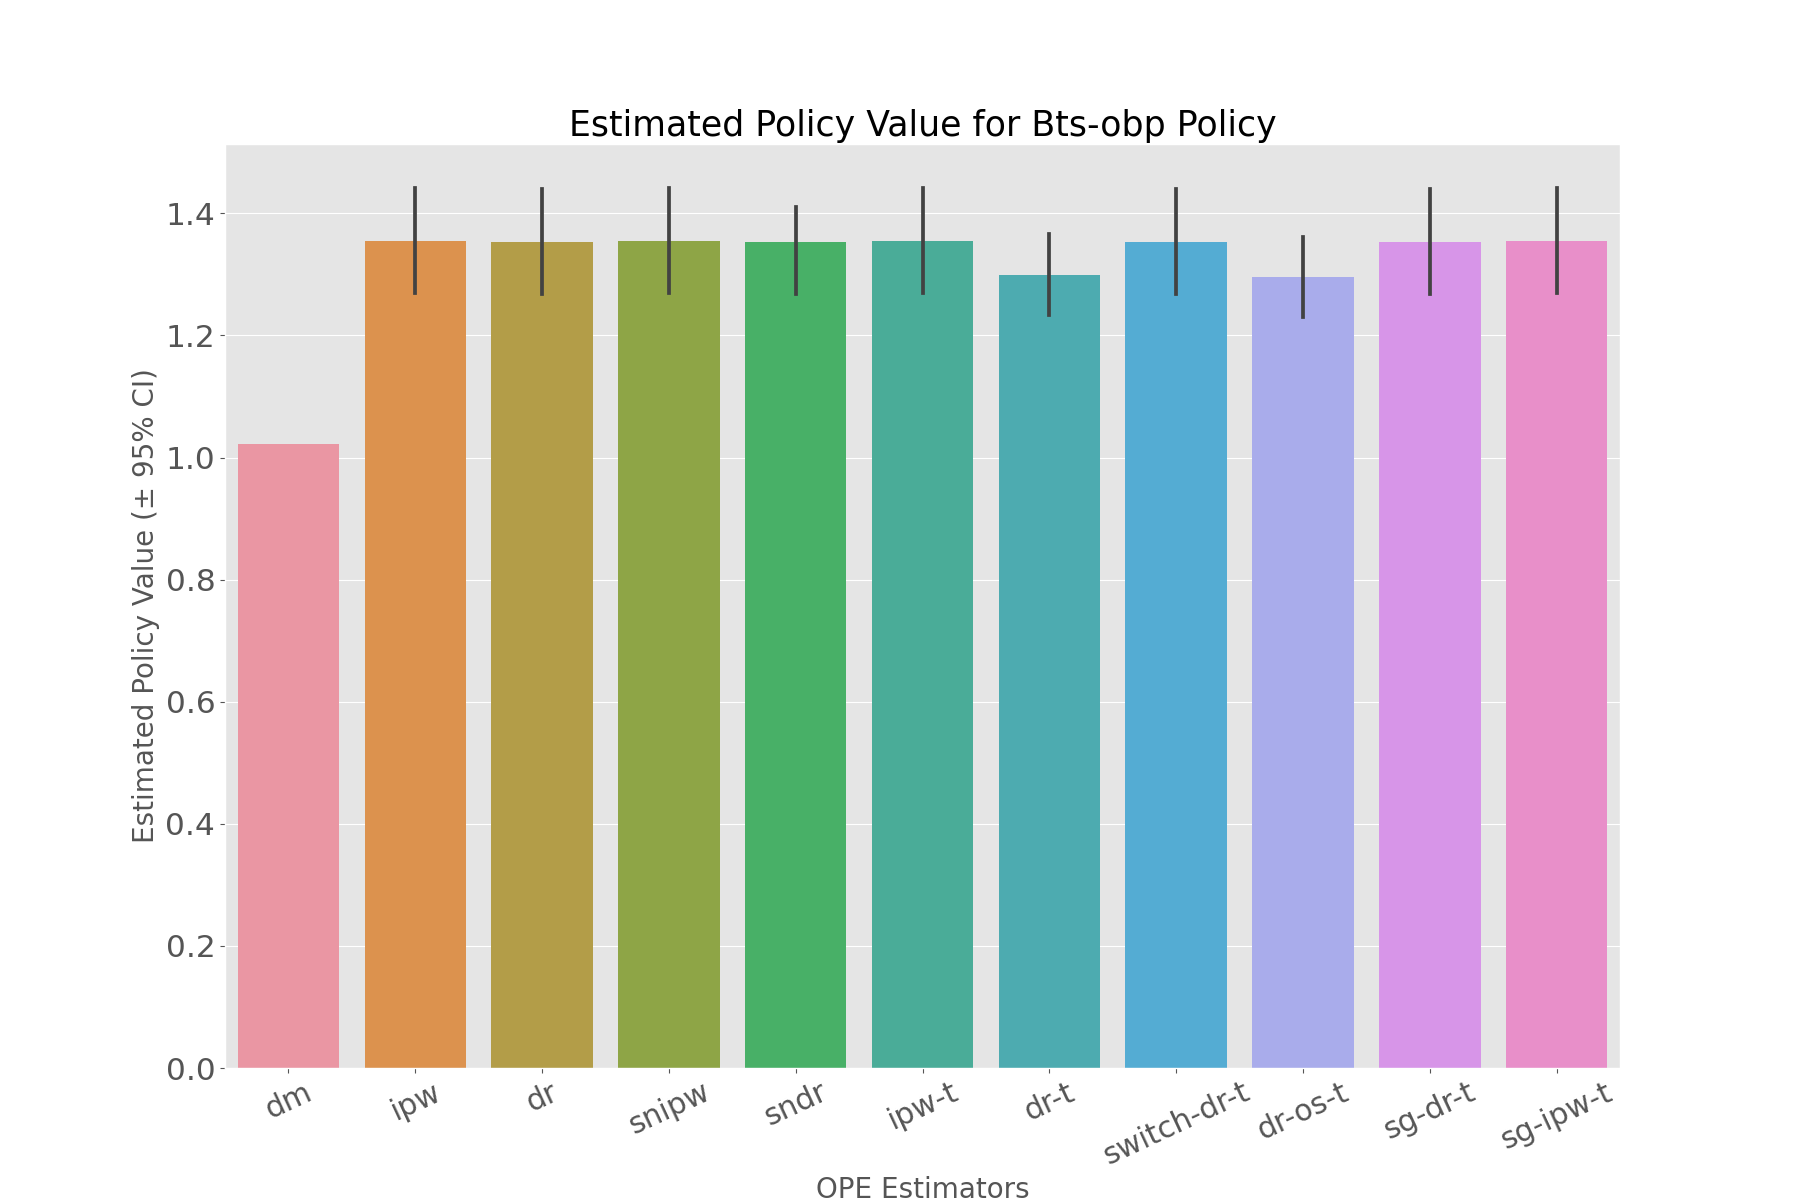 Estimated Policy Value for Bts-obp Policy
Estimated Policy Value (± 95% CI)
1.4
1.2
1.0
0.8
0.6
0.4
0.2
0.0
dm ipw dr snipw sndr ipw-t dr-t switch-dr-t dr-os-t sg-dr-t sg-ipw-t
OPE Estimators